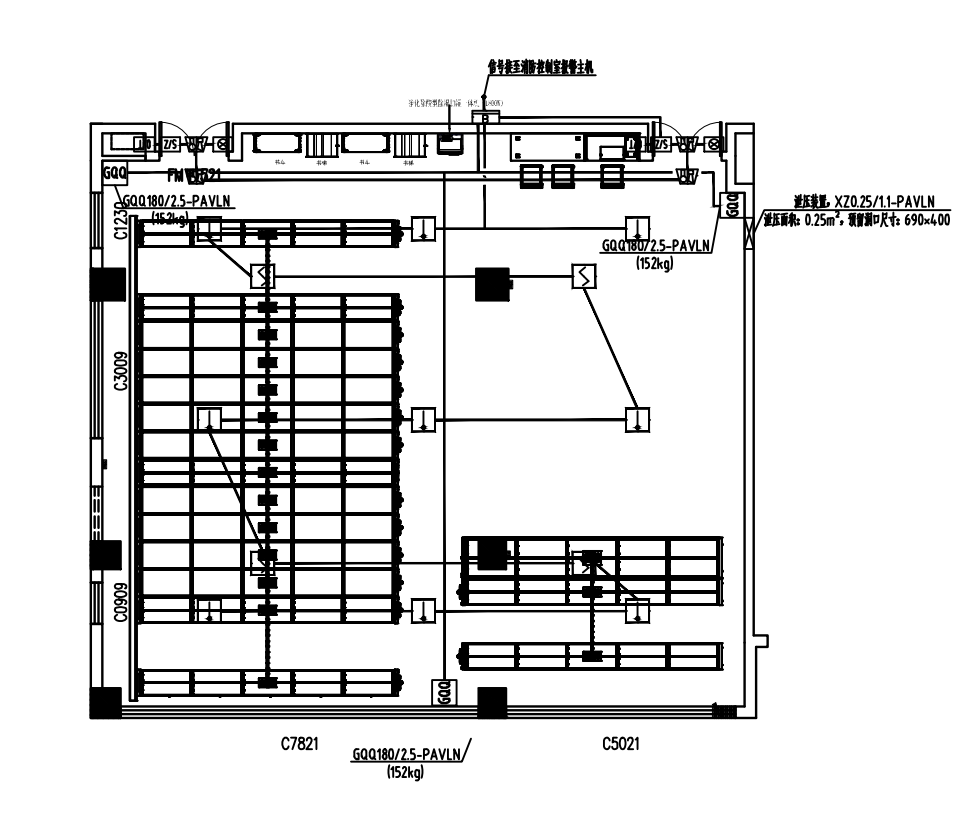 信号接至消防控制室报警主机
GQQ
GQQ180/2.5-PAVLN
(152kg)
Z/S
B
Z/S
GQQ
泄压装置: XZ0.25/1.1-PAVLN
泄压面积: 0.25m², 预留洞口尺寸: 690×400
GQQ180/2.5-PAVLN
(152kg)
C1230
C3009
C0909
GQQ
C7821
C5021
GQQ180/2.5-PAVLN
(152kg)